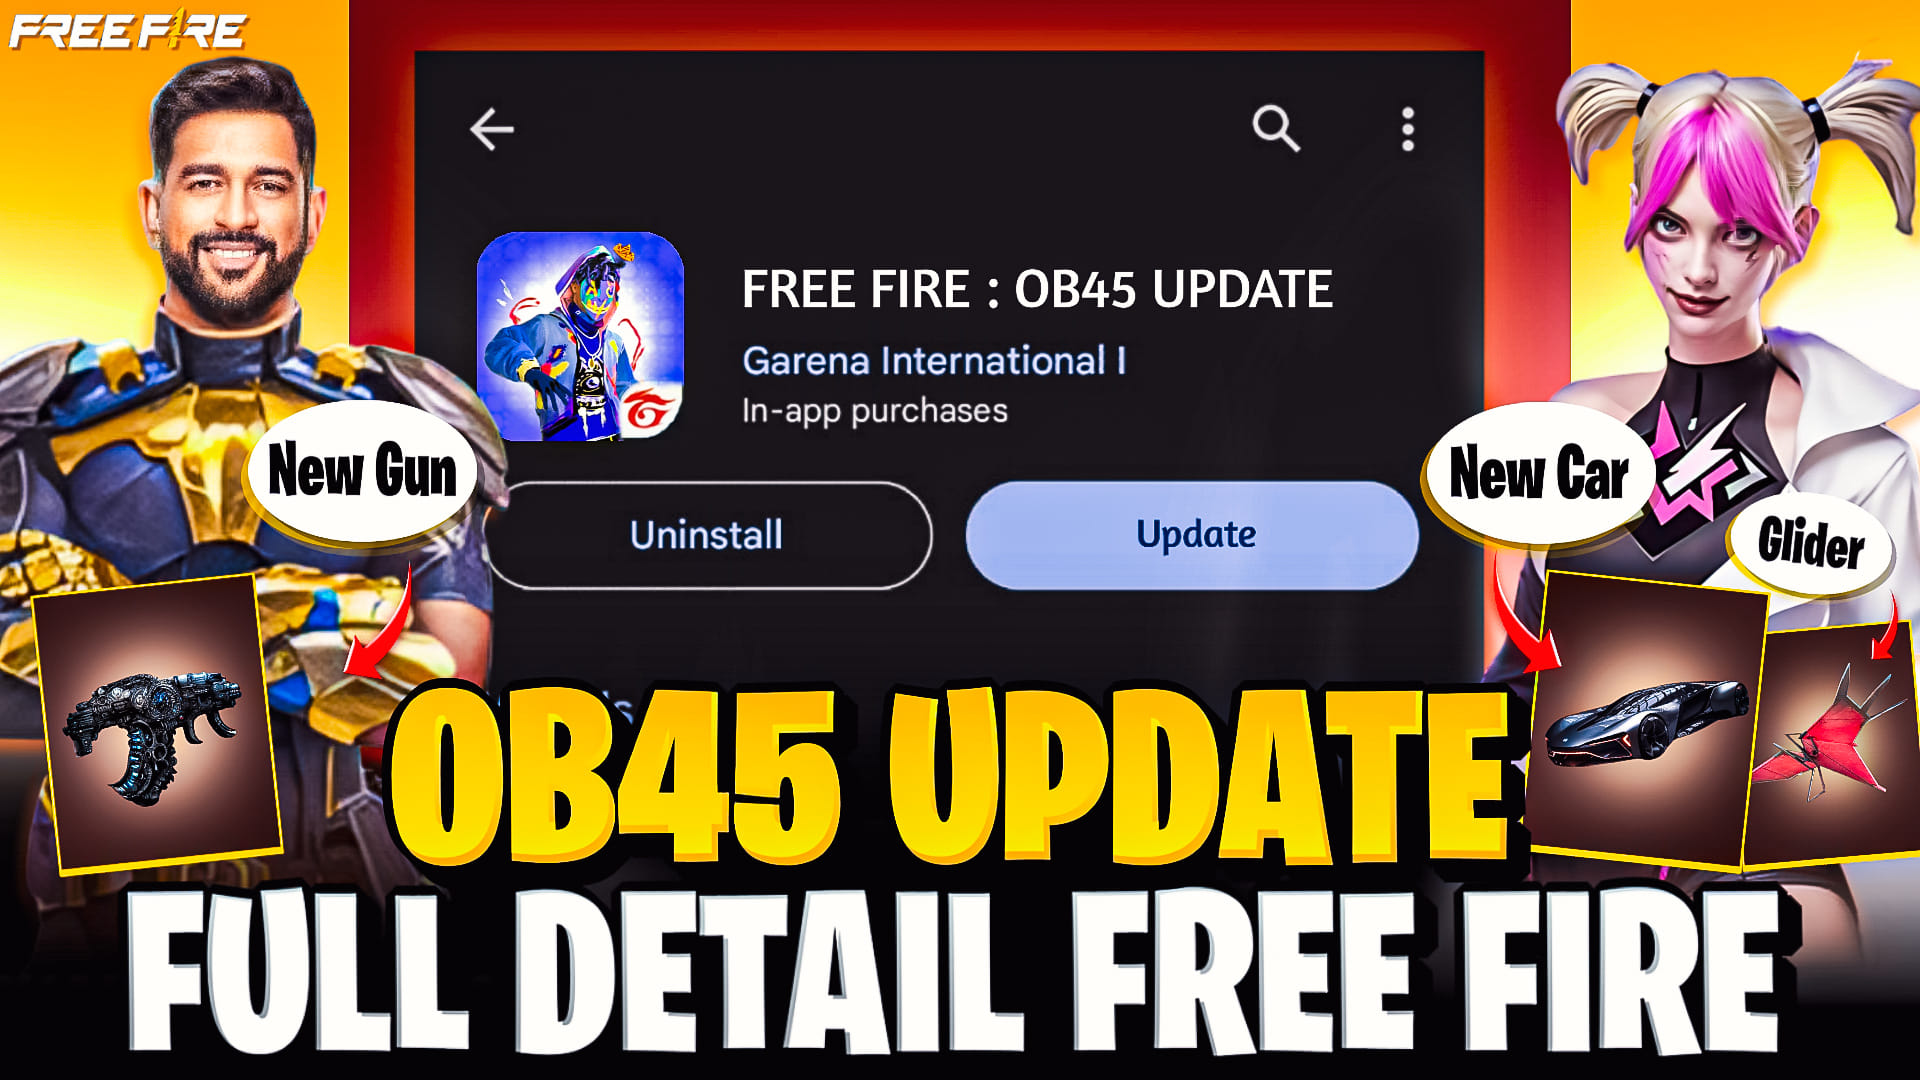 FREE FIRE
FREE FIRE : OB45 UPDATE
Garena International I
In-app purchases
Uninstall
Update
New Gun
New Car
Glider
OB45 UPDATE
FULL DETAIL FREE FIRE